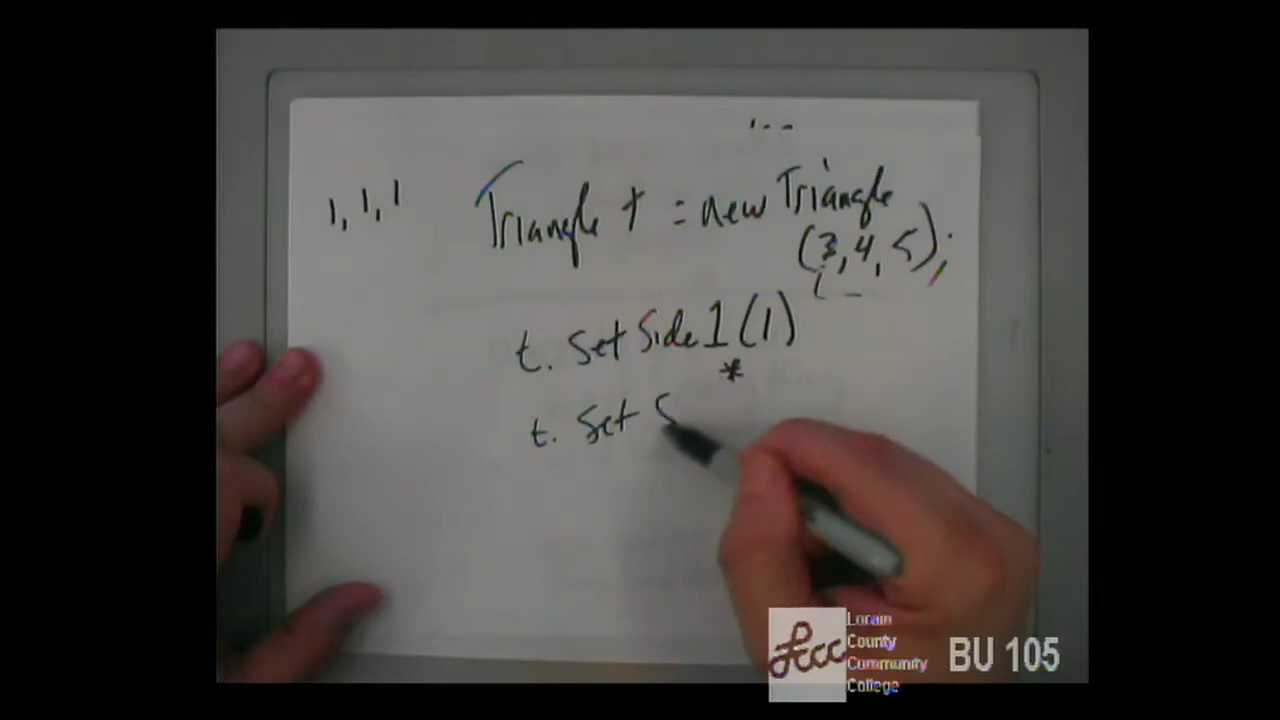 '--
1, 1, 1 Triangle t = new Triangle
(3, 4, 5);
t. Set Side 1 (1)
*
t. Set S
Lorain
County
Community
College
BU 105
lccc